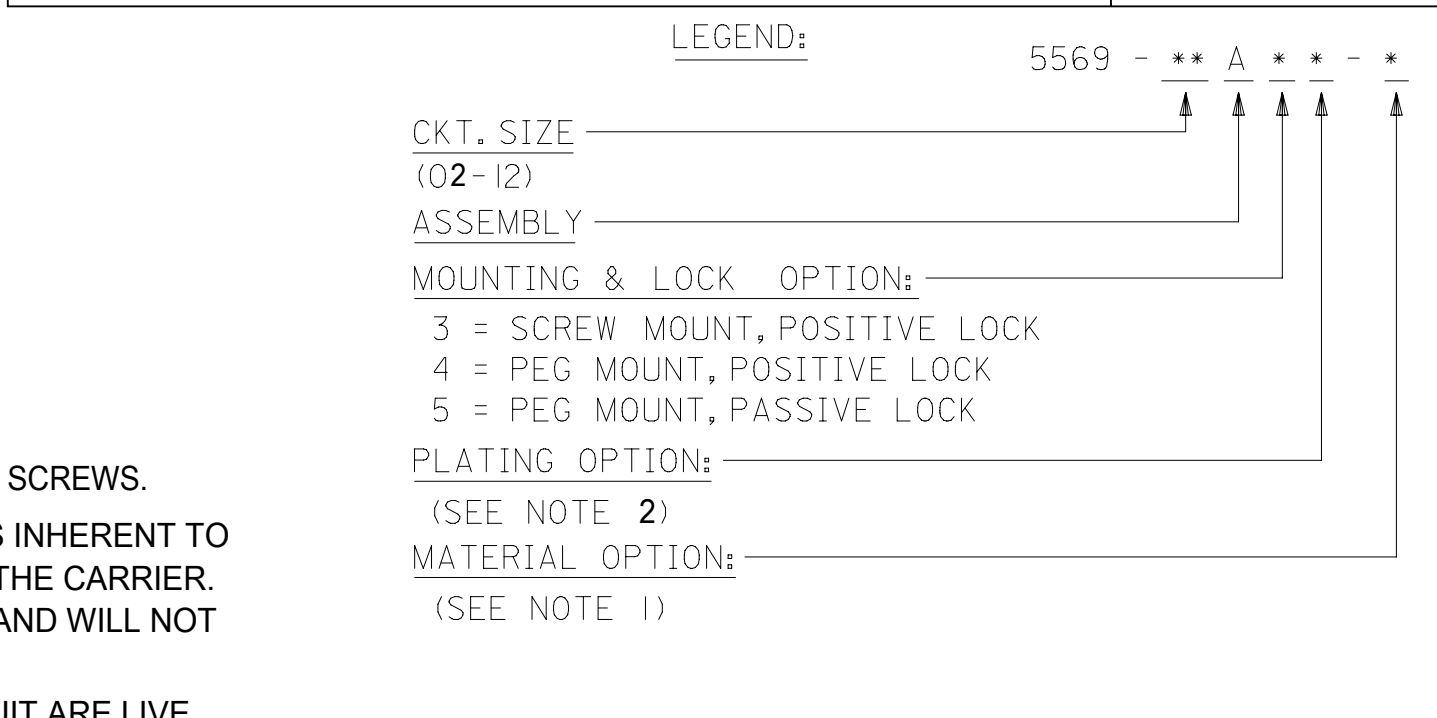 LEGEND:
5569 - ** A * * - *
CKT. SIZE
(02-12)
ASSEMBLY
MOUNTING & LOCK OPTION:
3 = SCREW MOUNT, POSITIVE LOCK
4 = PEG MOUNT, POSITIVE LOCK
5 = PEG MOUNT, PASSIVE LOCK
PLATING OPTION:
(SEE NOTE 2)
MATERIAL OPTION:
(SEE NOTE 1)
SCREWS.
INHERENT TO
THE CARRIER.
AND WILL NOT
ARE LIVE